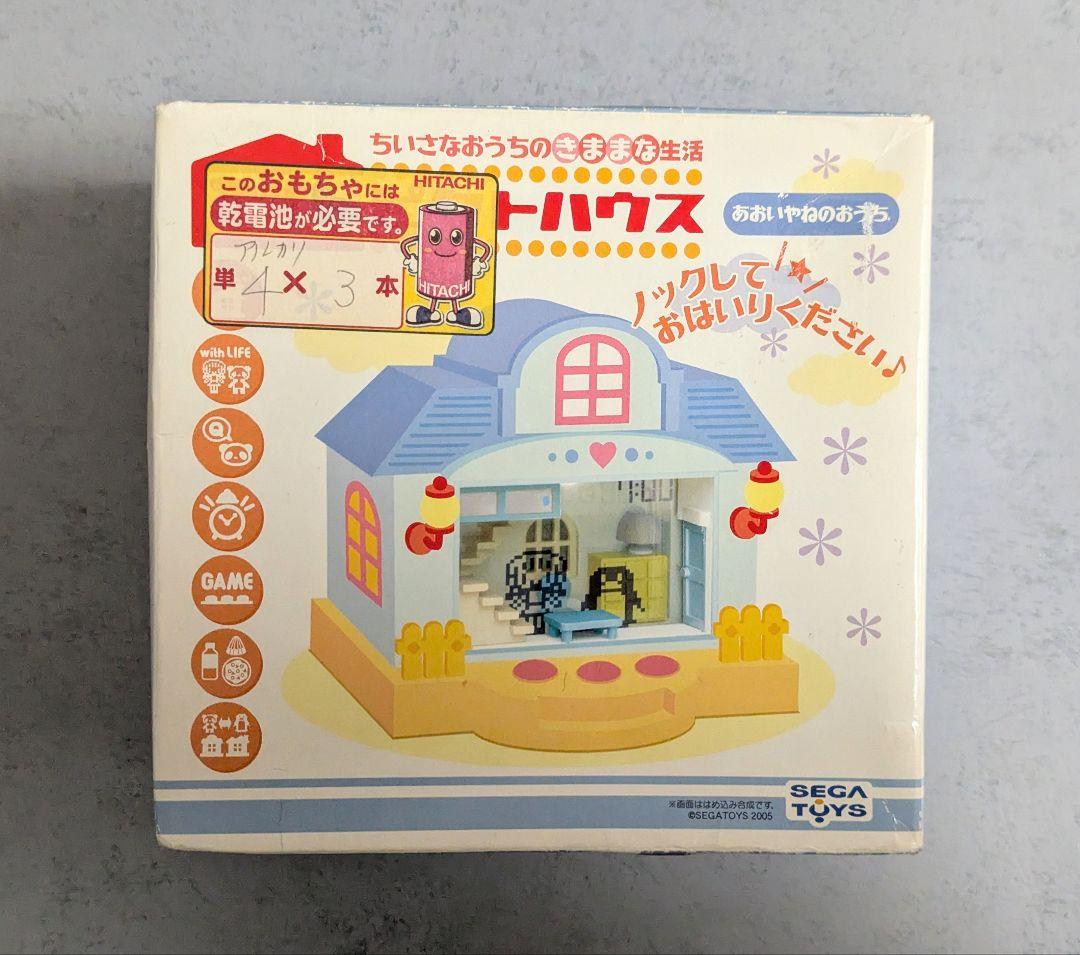 ちいさなおうちのきままな生活
トハウス
あおいやねのおうち
このおもちゃには
乾電池が必要です。
HITACHI
アルカリ
単4×3本
HITACHI
ノックして
おはいりください♪
with LIFE
Q
GAME
7:00
※画面ははめ込み合成です。
©SEGATOYS 2005
SEGA
TOYS